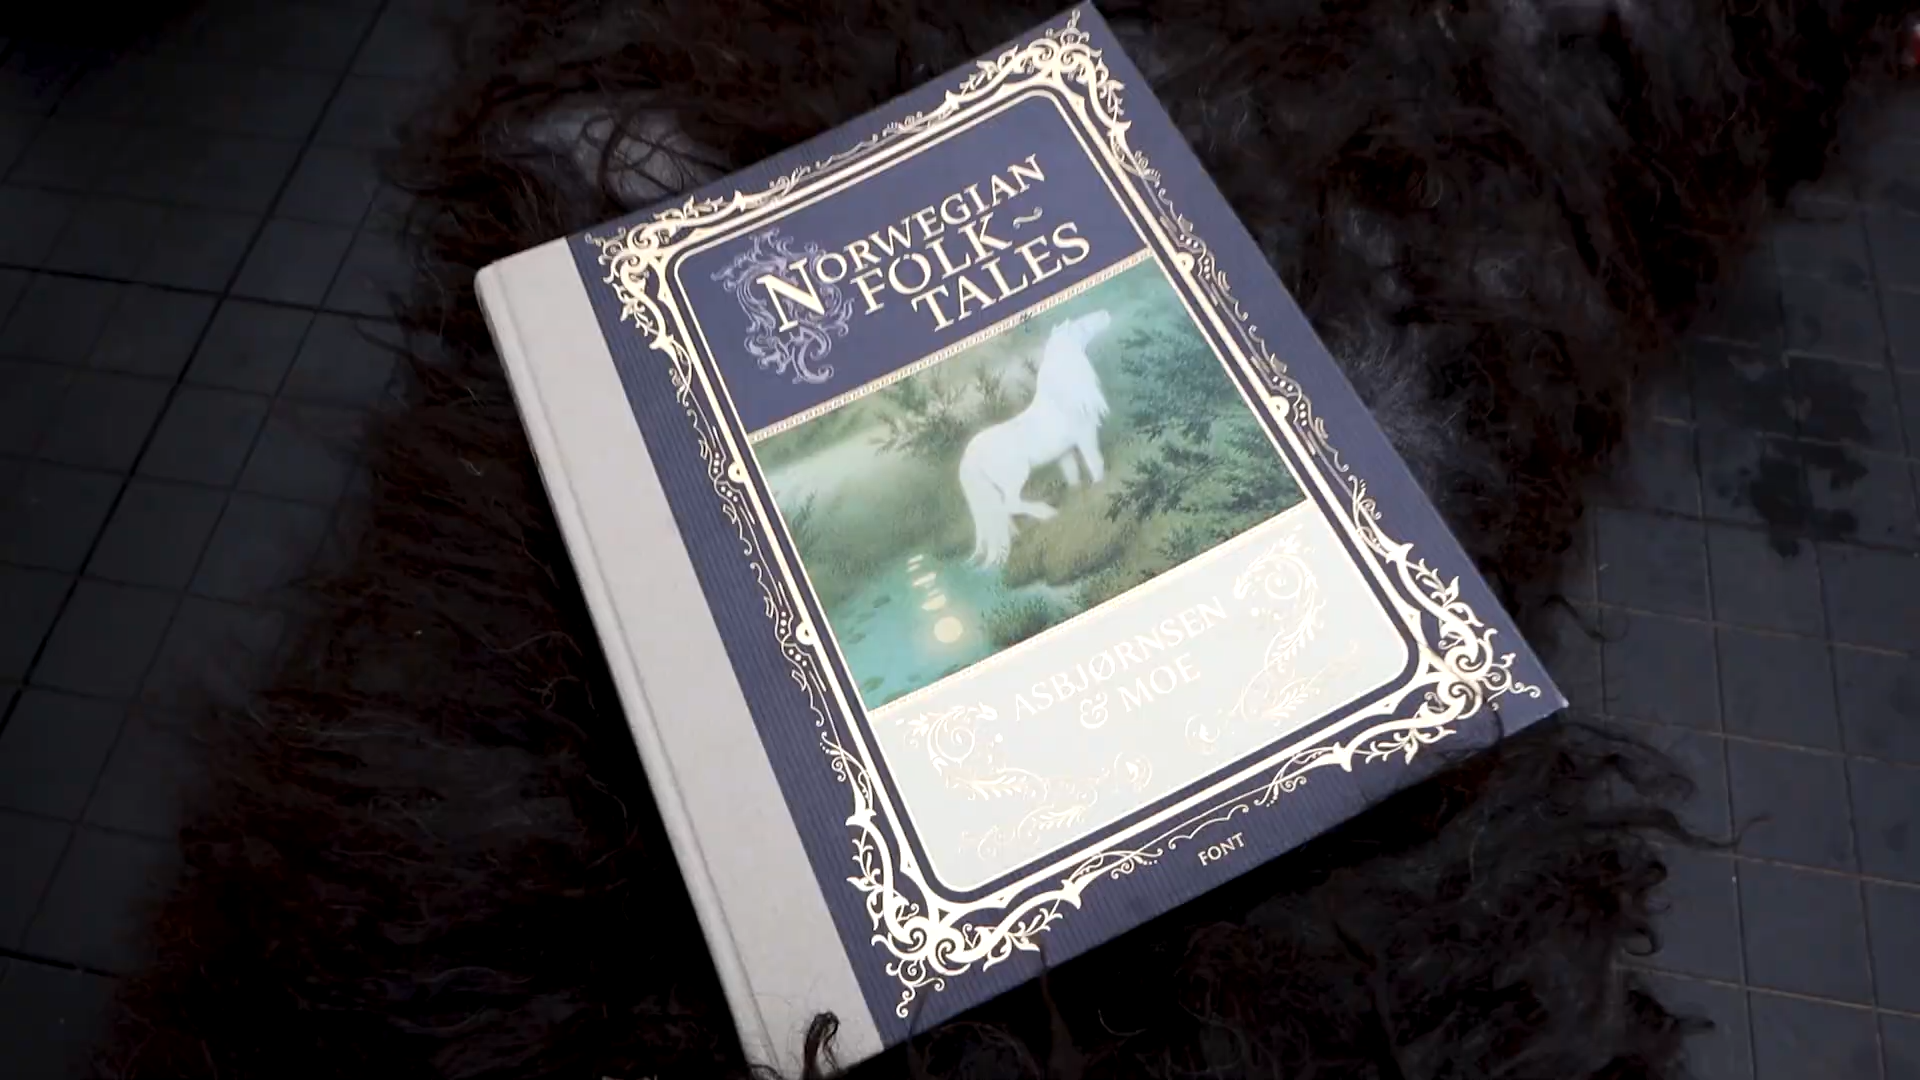 NORWEGIAN
FOLK~
TALES
ASBJØRNSEN
& MOE
FONT